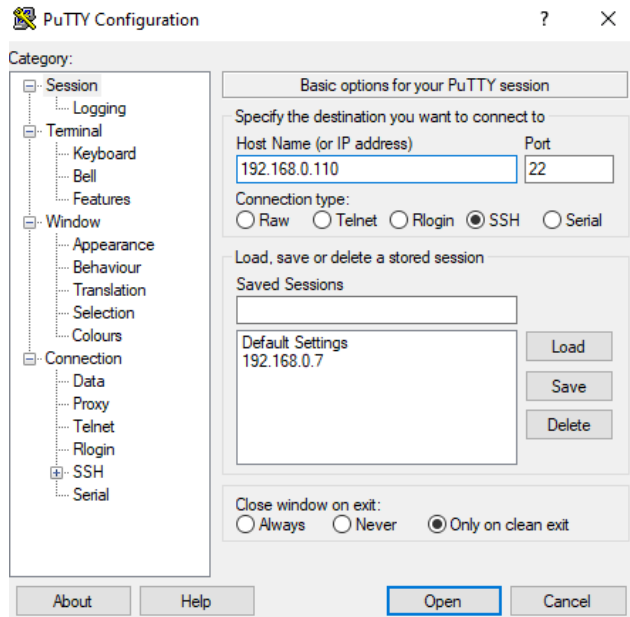 PuTTY Configuration
?
Category:
Session
Logging
Terminal
Keyboard
Bell
Features
Window
Appearance
Behaviour
Translation
Selection
Colours
Connection
Data
Proxy
Telnet
Rlogin
SSH
Serial
Basic options for your PuTTY session
Specify the destination you want to connect to
Host Name (or IP address) Port
192.168.0.110 22
Connection type:
Raw Telnet Rlogin SSH Serial
Load, save or delete a stored session
Saved Sessions
Default Settings
192.168.0.7
Load
Save
Delete
Close window on exit:
Always Never Only on clean exit
About Help Open Cancel